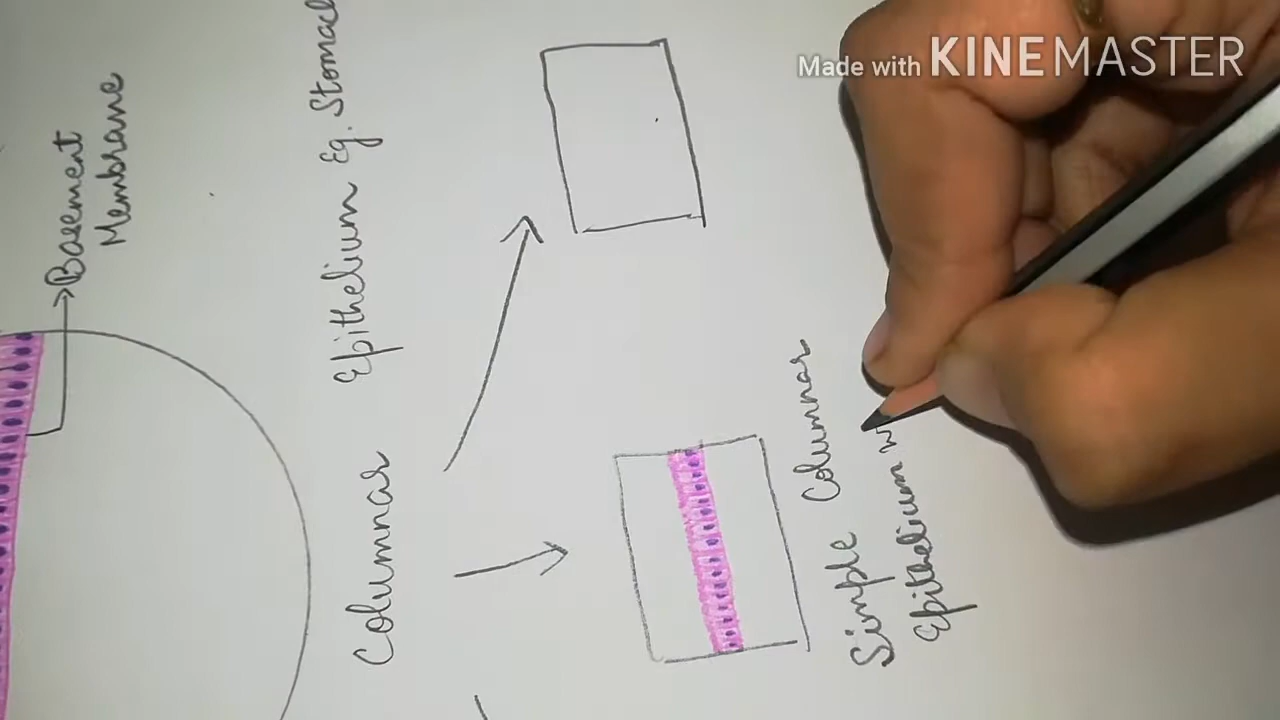 Made with KINEMASTER
Basement
Membrane
Columnar Epithelium Eg. Stomach
Simple Columnar
Epithelium w